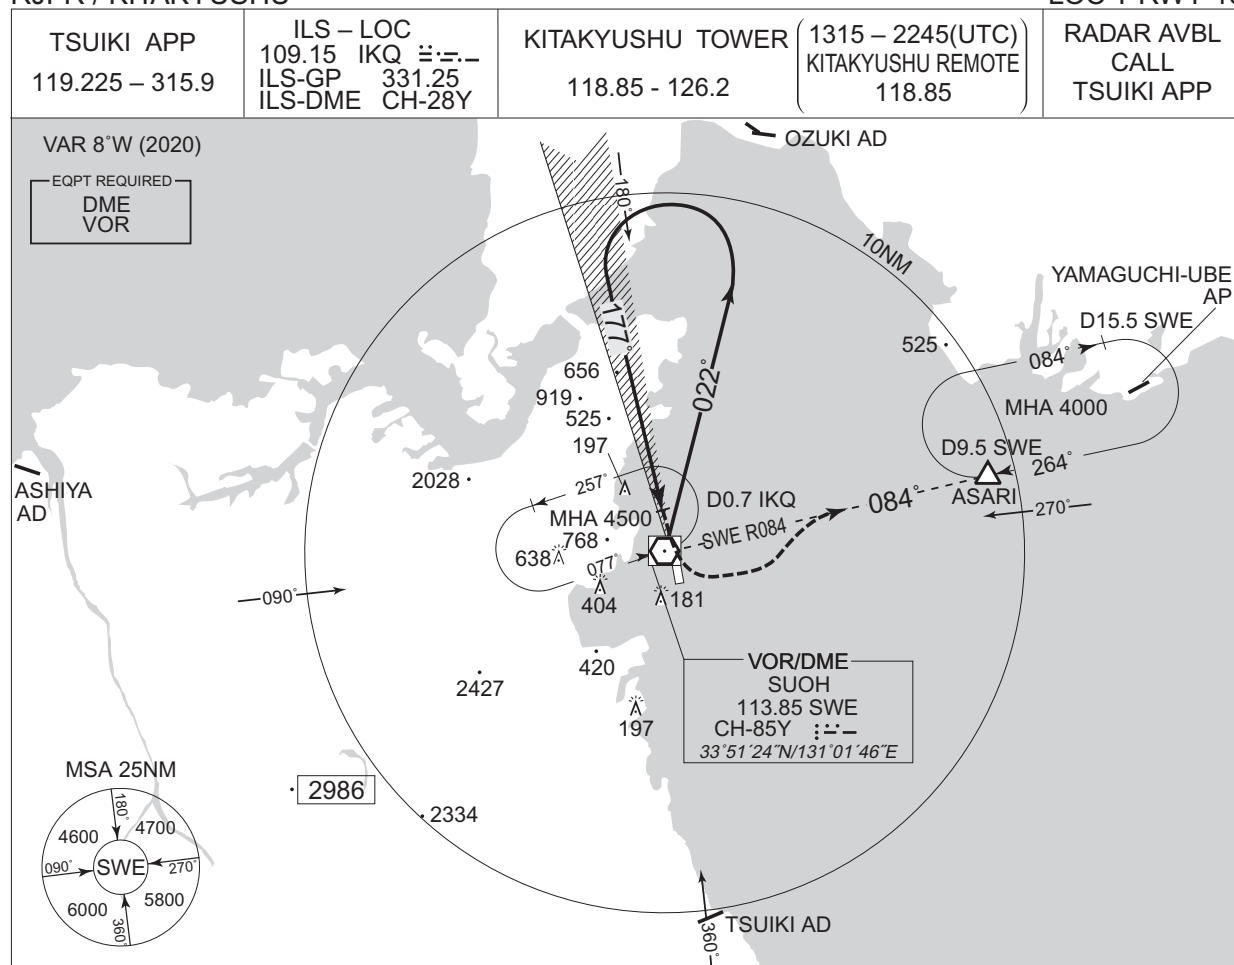 TSUIKI APP
119.225 – 315.9
ILS – LOC
109.15 IKQ
ILS-GP 331.25
ILS-DME CH-28Y
KITAKYUSHU TOWER
118.85 - 126.2
1315 – 2245(UTC)
KITAKYUSHU REMOTE
118.85
RADAR AVBL
CALL
TSUIKI APP
VAR 8°W (2020)
EQPT REQUIRED
DME
VOR
OZUKI AD
180°
10NM
YAMAGUCHI-UBE
AP
D15.5 SWE
177°
525
084°
656
022°
919
MHA 4000
525
197
D9.5 SWE
264°
2028
257°
ASHIYA
AD
D0.7 IKQ
ASARI
084°
270°
MHA 4500
SWE R084
768
638
077°
404
181
090°
420
VOR/DME
SUOH
113.85 SWE
CH-85Y
33°51´24˝N/131°01´46˝E
2427
197
MSA 25NM
2986
2334
180°
4600
4700
090°
SWE
270°
6000
5800
360°
TSUIKI AD
360°